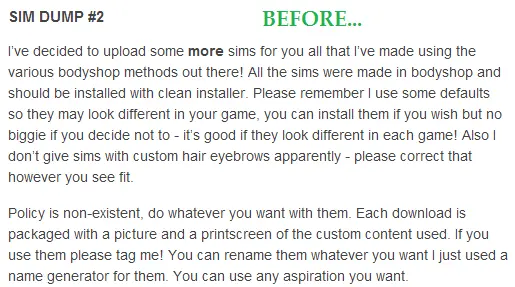 SIM DUMP #2
BEFORE...
I've decided to upload some more sims for you all that I've made using the
various bodyshop methods out there! All the sims were made in bodyshop and
should be installed with clean installer. Please remember I use some defaults
so they may look different in your game, you can install them if you wish but no
biggie if you decide not to - it's good if they look different in each game! Also I
don't give sims with custom hair eyebrows apparently - please correct that
however you see fit.
Policy is non-existent, do whatever you want with them. Each download is
packaged with a picture and a printscreen of the custom content used. If you
use them please tag me! You can rename them whatever you want I just used a
name generator for them. You can use any aspiration you want.